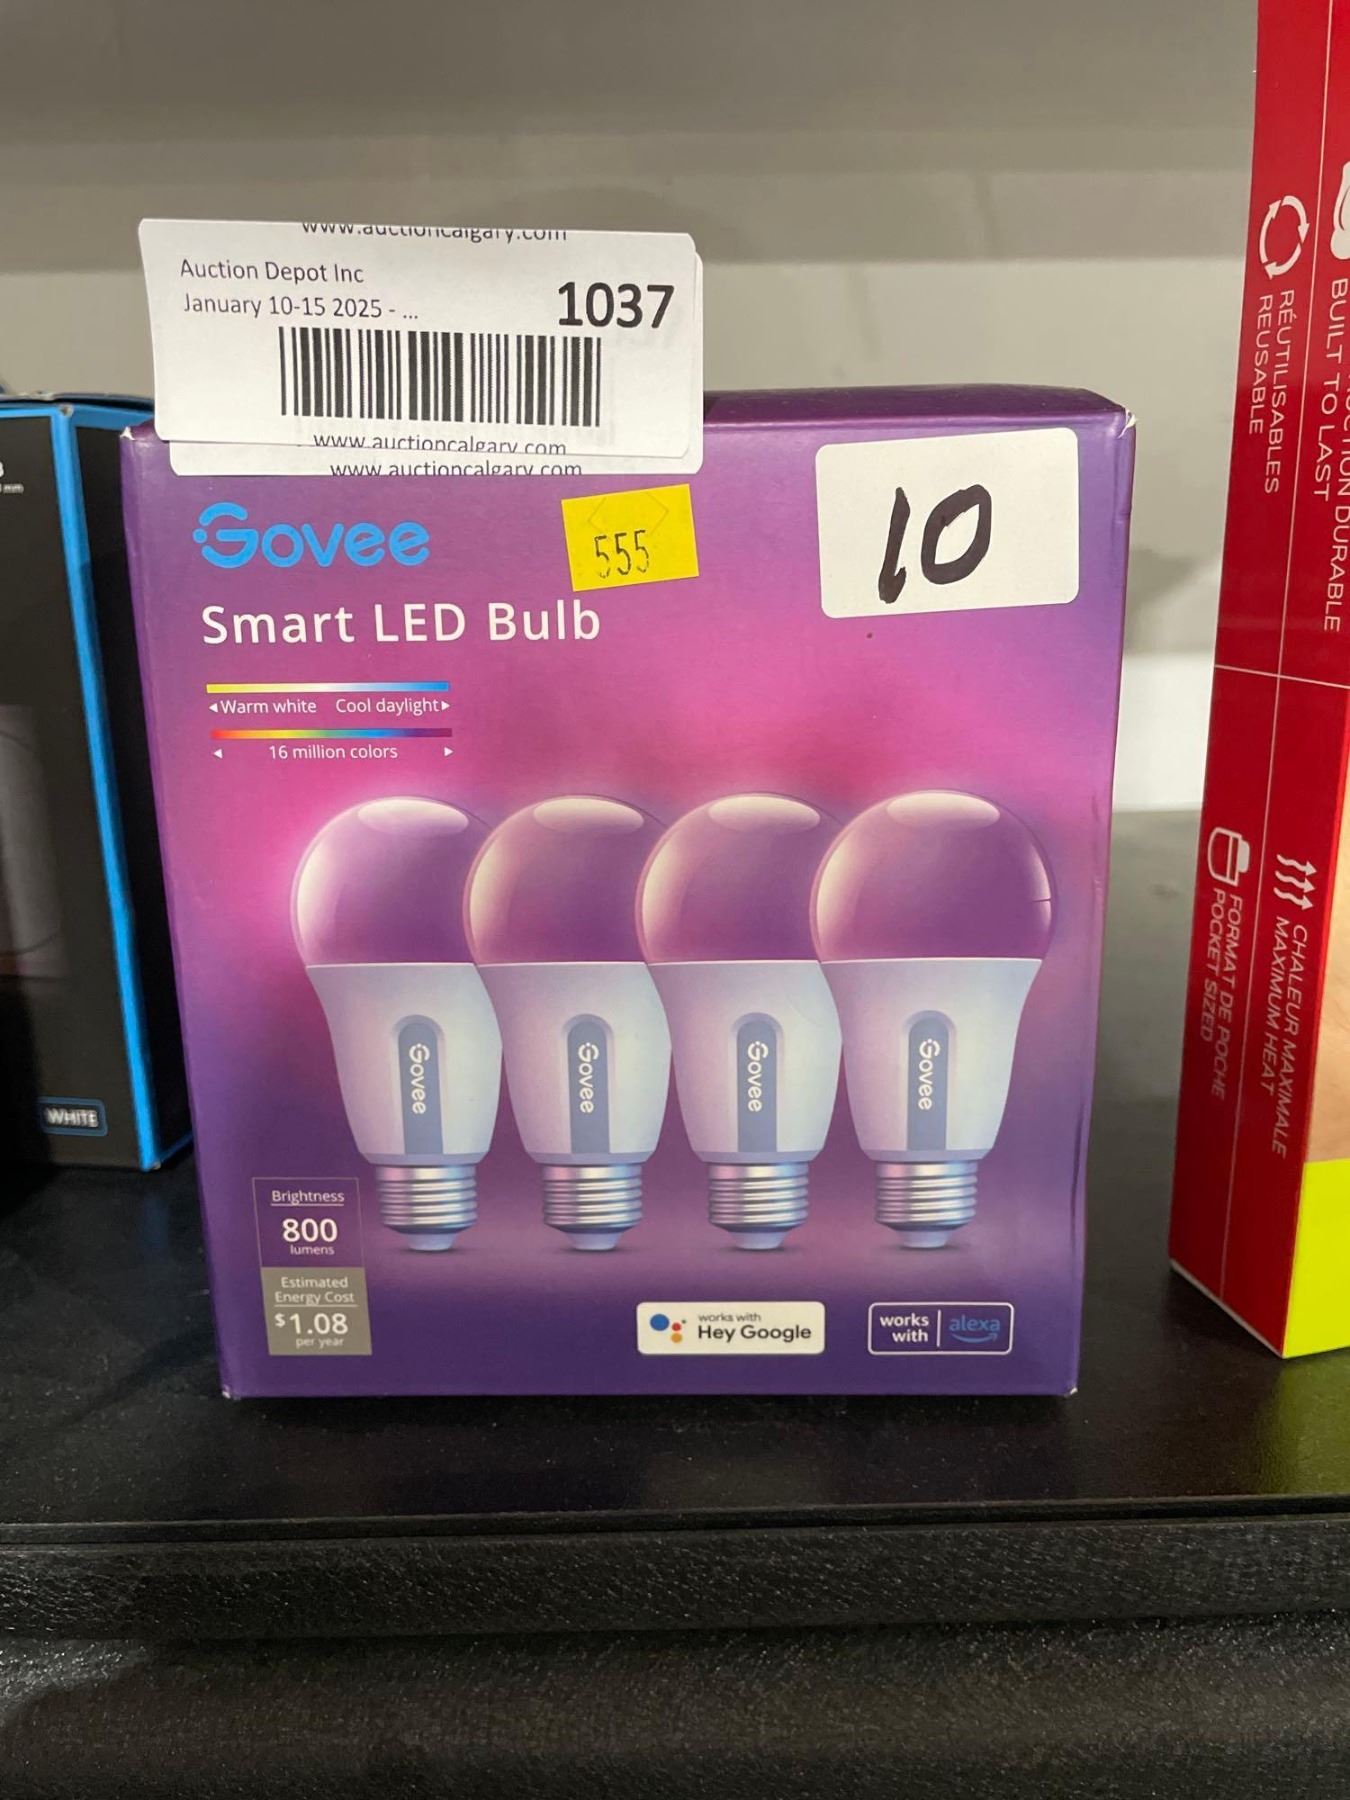 www.auctioncalgary.com
Auction Depot Inc
January 10-15 2025 - ...
1037
www.auctioncalgary.com
www.auctioncalgary.com
Govee
555
10
Smart LED Bulb
Warm white Cool daylight
16 million colors
Govee
Govee
Govee
Govee
Brightness
800
lumens
Estimated
Energy Cost
$1.08
per year
works with
Hey Google
works with
alexa
WHITE
RÉUTILISABLES
REUSABLE
DURABLE
BUILT TO LAST
FORMAT DE POCHE
POCKET SIZED
CHALEUR MAXIMALE
MAXIMUM HEAT